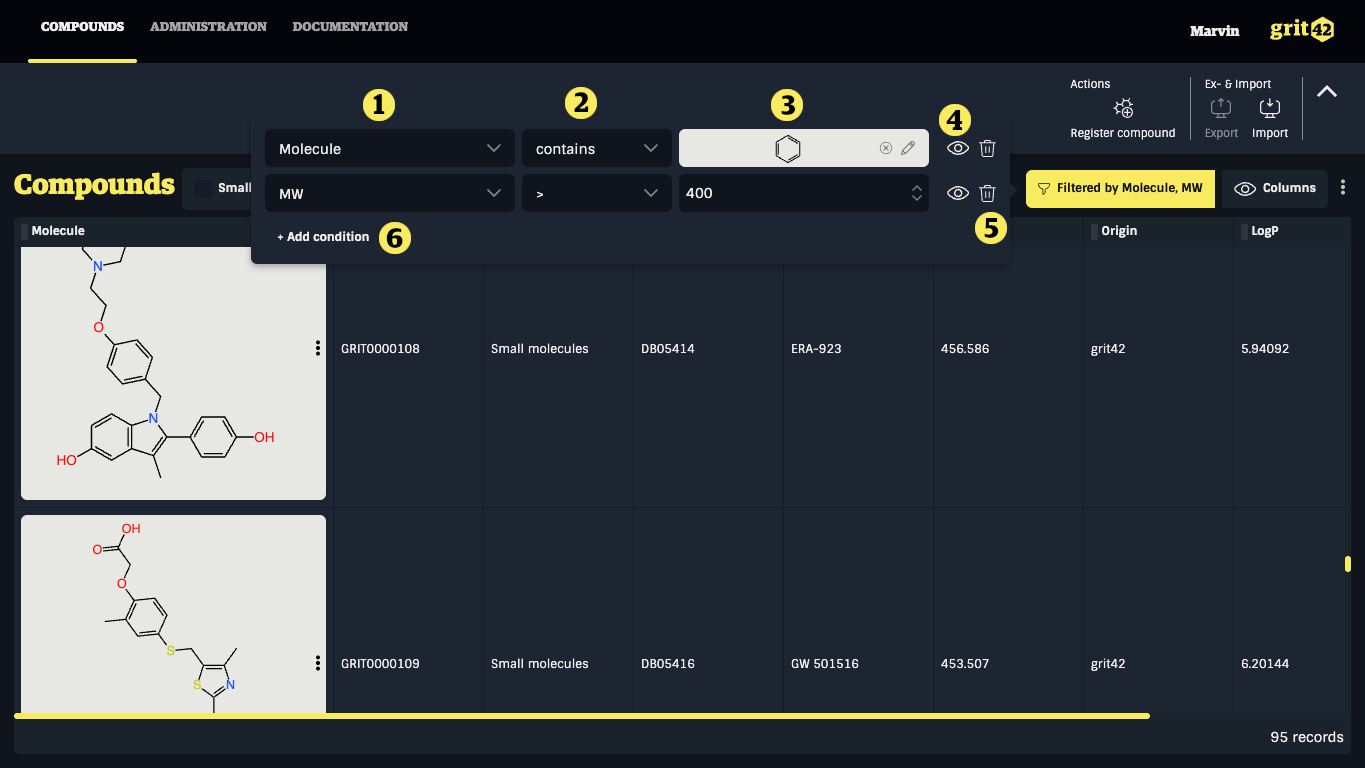 COMPOUNDS ADMINISTRATION DOCUMENTATION Marvin grit42
Actions Ex- & Import
Register compound Export Import
1 2 3 4
Molecule contains
MW > 400
+ Add condition 6 5
Compounds Small Filtered by Molecule, MW Columns
Molecule Origin LogP
N
O
N
OH
HO
GRIT0000108 Small molecules DB05414 ERA-923 456.586 grit42 5.94092
OH
O
O
S
S N
GRIT0000109 Small molecules DB05416 GW 501516 453.507 grit42 6.20144
95 records